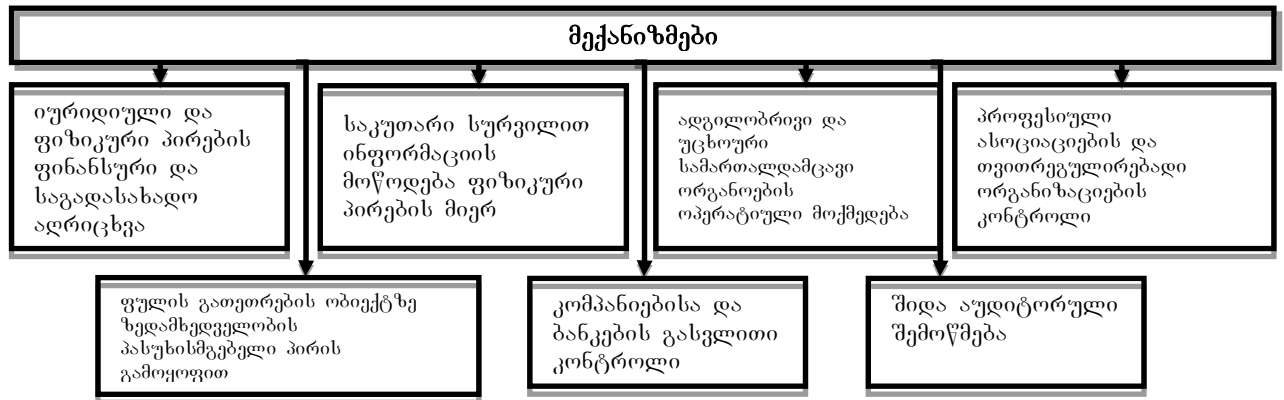 მექანიზმები
იურიდიული და
ფიზიკური პირების
ფინანსური და
საგადასახადო
აღრიცხვა
საკუთარი სურვილით
ინფორმაციის
მოწოდება ფიზიკური
პირების მიერ
ადგილობრივი და
უცხოური
სამართალდამცავი
ორგანოების
ოპერატიული მოქმედება
პროფესიული
ასოციაციების და
თვითრეგულირებადი
ორგანიზაციების
კონტროლი
ფულის გათეთრების ობიექტზე
ზედამხედველობის
პასუხისმგებელი პირის
გამოყოფით
კომპანიებისა და
ბანკების გასვლითი
კონტროლი
შიდა აუდიტორული
შემოწმება